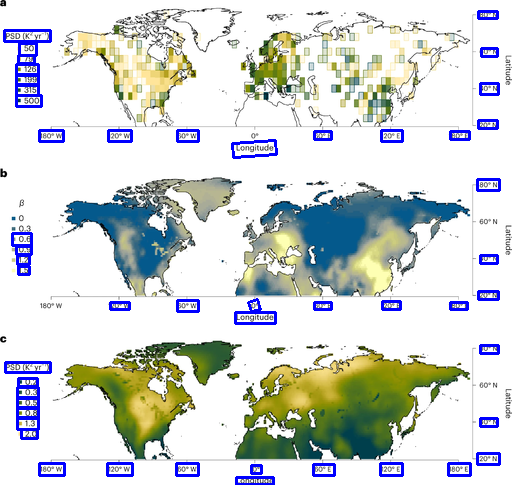 a
PSD (K² yr⁻¹)
50
79
126
199
315
500
80° N
60° N
40° N
20° N
Latitude
180° W
120° W
60° W
0°
60° E
120° E
180° E
Longitude
b
β
0
0.3
0.6
0.9
1.2
1.5
80° N
60° N
40° N
20° N
Latitude
180° W
120° W
60° W
0°
60° E
120° E
180° E
Longitude
c
PSD (K² yr⁻¹)
0.2
0.3
0.5
0.8
1.3
2.0
80° N
60° N
40° N
20° N
Latitude
180° W
120° W
60° W
0°
60° E
120° E
180° E
Longitude